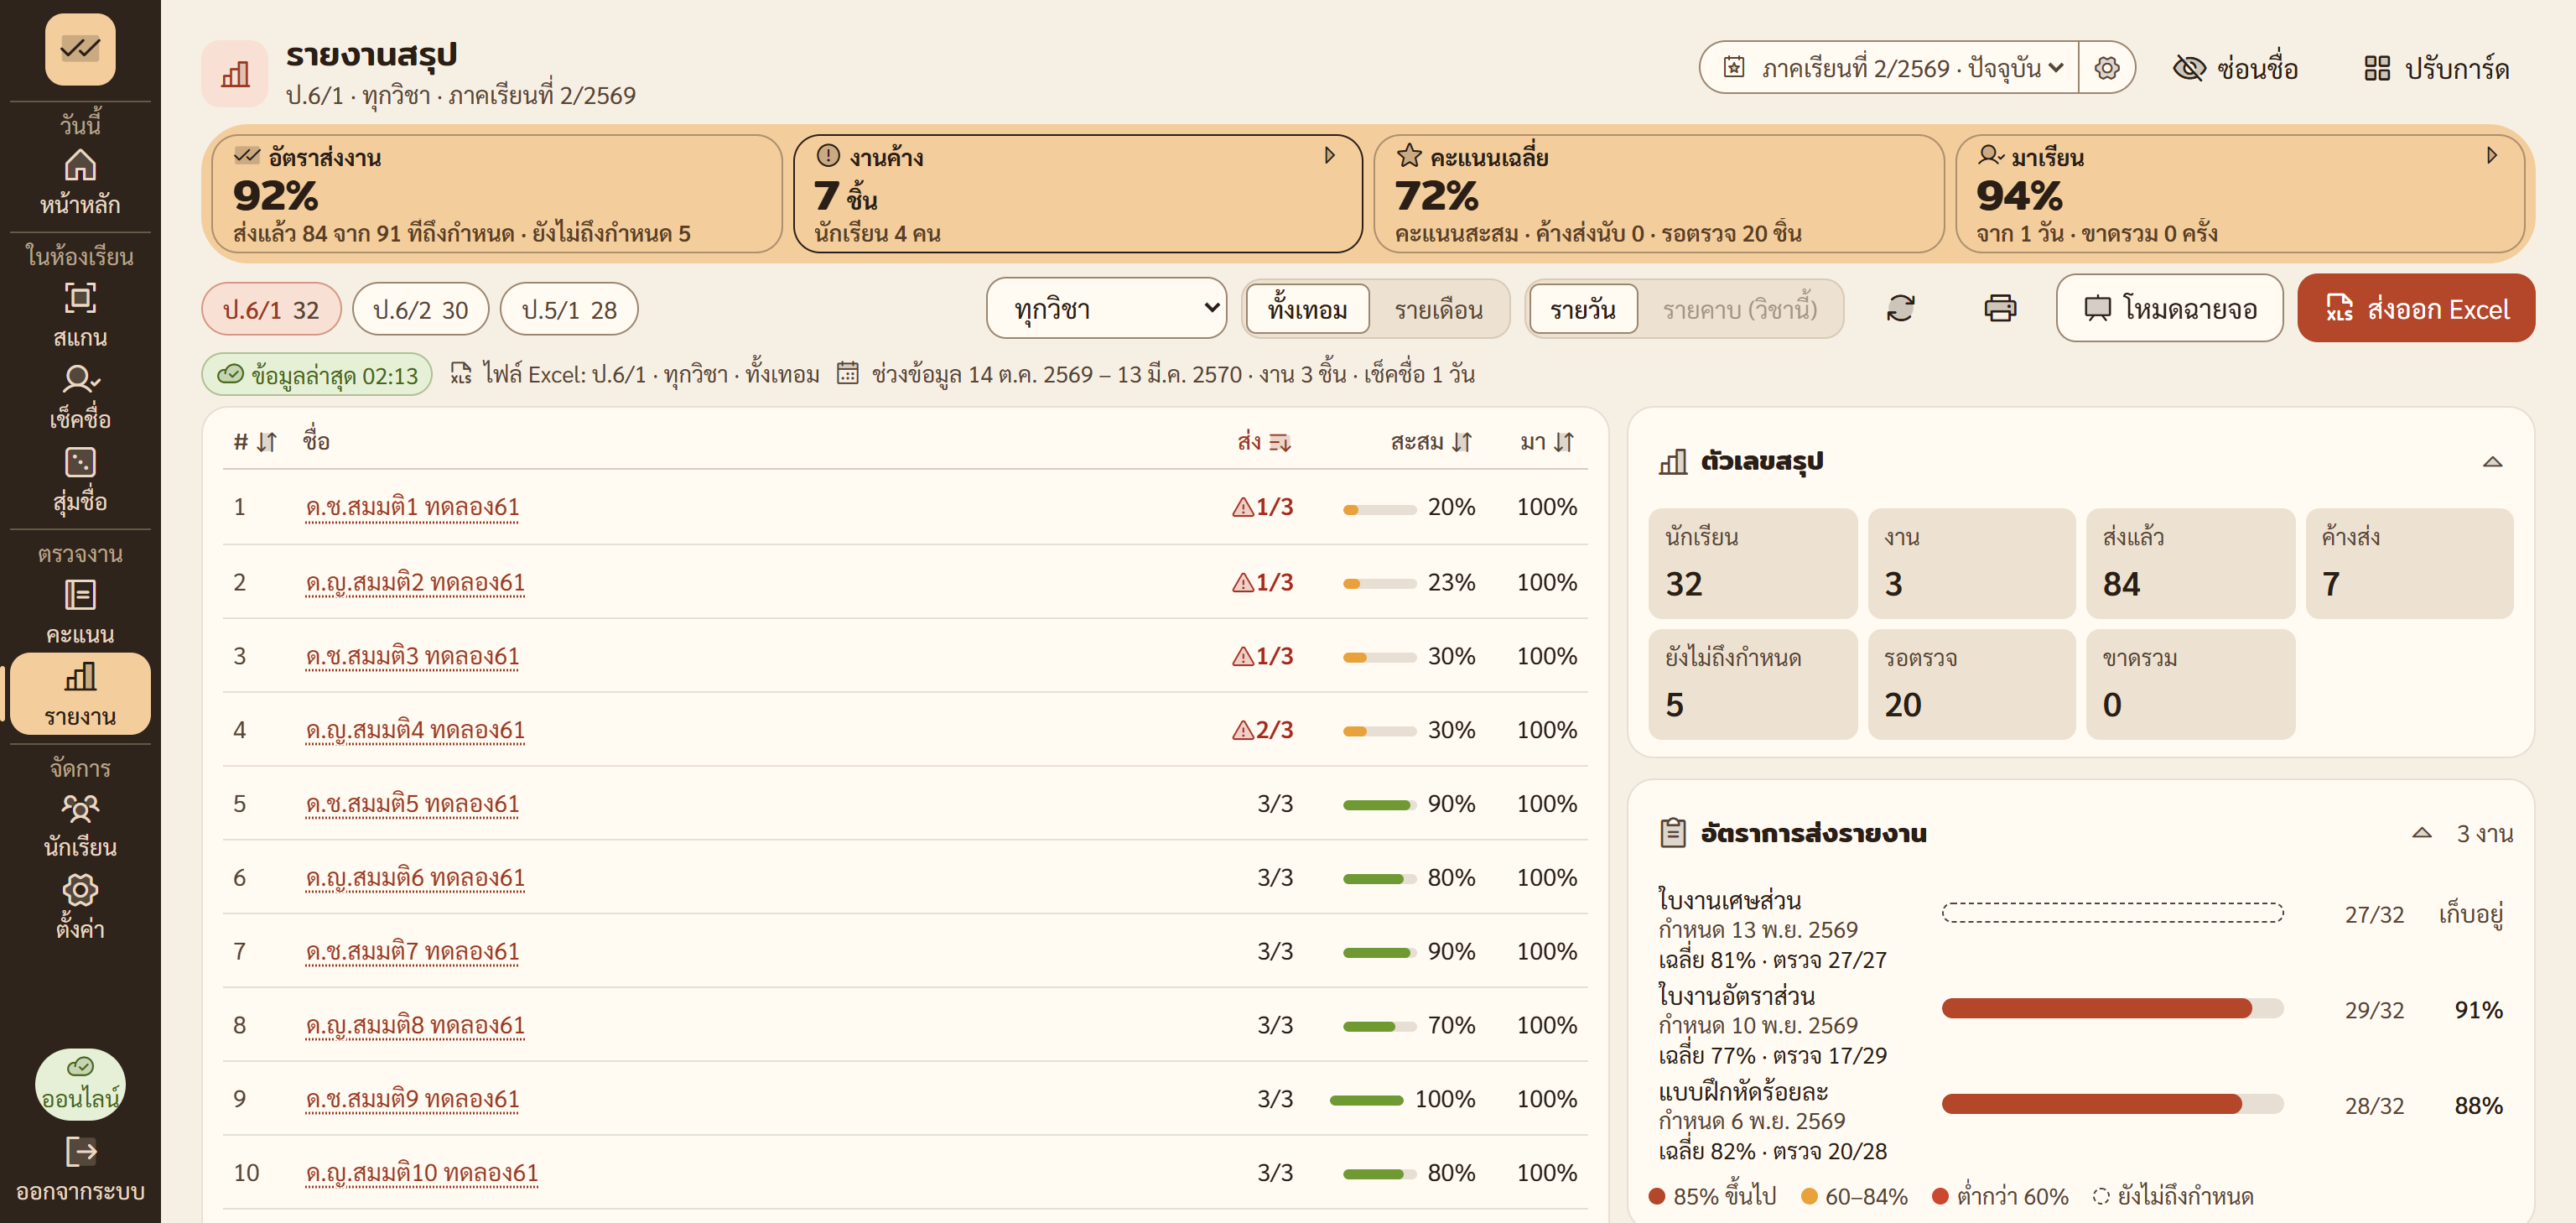 วันนี้
หน้าหลัก
ในห้องเรียน
สแกน
เช็คชื่อ
สุ่มชื่อ
ตรวจงาน
คะแนน
รายงาน
จัดการ
นักเรียน
ตั้งค่า
ออนไลน์
ออกจากระบบ
รายงานสรุป
ป.6/1 · ทุกวิชา · ภาคเรียนที่ 2/2569
ภาคเรียนที่ 2/2569 · ปัจจุบัน
ซ่อนชื่อ
ปรับการ์ด
อัตราส่งงาน
92%
ส่งแล้ว 84 จาก 91 ที่ถึงกำหนด · ยังไม่ถึงกำหนด 5
งานค้าง
7 ชิ้น
นักเรียน 4 คน
คะแนนเฉลี่ย
72%
คะแนนสะสม · ค้างส่งนับ 0 · รอตรวจ 20 ชิ้น
มาเรียน
94%
จาก 1 วัน · ขาดรวม 0 ครั้ง
ป.6/1 32
ป.6/2 30
ป.5/1 28
ทุกวิชา
ทั้งเทอม
รายเดือน
รายวัน
รายคาบ (วิชานี้)
โหมดฉายจอ
XLS ส่งออก Excel
ข้อมูลล่าสุด 02:13
XLS ไฟล์ Excel: ป.6/1 · ทุกวิชา · ทั้งเทอม
ช่วงข้อมูล 14 ต.ค. 2569 – 13 มี.ค. 2570 · งาน 3 ชิ้น · เช็คชื่อ 1 วัน
# ชื่อ ส่ง สะสม มา
1 ด.ช.สมมติ1 ทดลอง61 1/3 20% 100%
2 ด.ญ.สมมติ2 ทดลอง61 1/3 23% 100%
3 ด.ช.สมมติ3 ทดลอง61 1/3 30% 100%
4 ด.ญ.สมมติ4 ทดลอง61 2/3 30% 100%
5 ด.ช.สมมติ5 ทดลอง61 3/3 90% 100%
6 ด.ญ.สมมติ6 ทดลอง61 3/3 80% 100%
7 ด.ช.สมมติ7 ทดลอง61 3/3 90% 100%
8 ด.ญ.สมมติ8 ทดลอง61 3/3 70% 100%
9 ด.ช.สมมติ9 ทดลอง61 3/3 100% 100%
10 ด.ญ.สมมติ10 ทดลอง61 3/3 80% 100%
ตัวเลขสรุป
นักเรียน
32
งาน
3
ส่งแล้ว
84
ค้างส่ง
7
ยังไม่ถึงกำหนด
5
รอตรวจ
20
ขาดรวม
0
อัตราการส่งรายงาน
3 งาน
ใบงานเศษส่วน
กำหนด 13 พ.ย. 2569
เฉลี่ย 81% · ตรวจ 27/27
27/32 เก็บอยู่
ใบงานอัตราส่วน
กำหนด 10 พ.ย. 2569
เฉลี่ย 77% · ตรวจ 17/29
29/32 91%
แบบฝึกหัดร้อยละ
กำหนด 6 พ.ย. 2569
เฉลี่ย 82% · ตรวจ 20/28
28/32 88%
85% ขึ้นไป
60–84%
ต่ำกว่า 60%
ยังไม่ถึงกำหนด